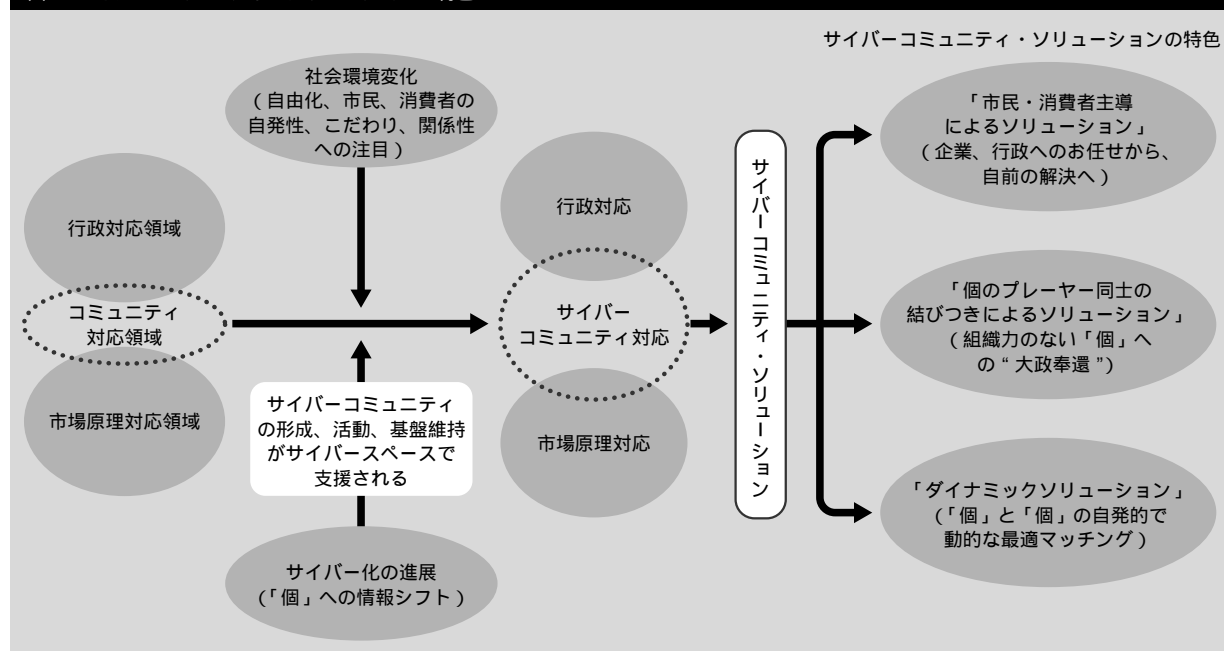 サイバーコミュニティ・ソリューションの特色
社会環境変化
(自由化、市民、消費者の
自発性、こだわり、関係性
への注目)
行政対応領域
コミュニティ
対応領域
市場原理対応領域
サイバーコミュニティ
の形成、活動、基盤維持
がサイバースペースで
支援される
サイバー化の進展
(「個」への情報シフト)
行政対応
サイバー
コミュニティ対応
市場原理対応
サイバーコミュニティ・ソリューション
「市民・消費者主導
によるソリューション」
(企業、行政へのお任せから、
自前の解決へ)
「個のプレーヤー同士の
結びつきによるソリューション」
(組織力のない「個」へ
の“大政奉還”)
「ダイナミックソリューション」
(「個」と「個」の自発的で
動的な最適マッチング)